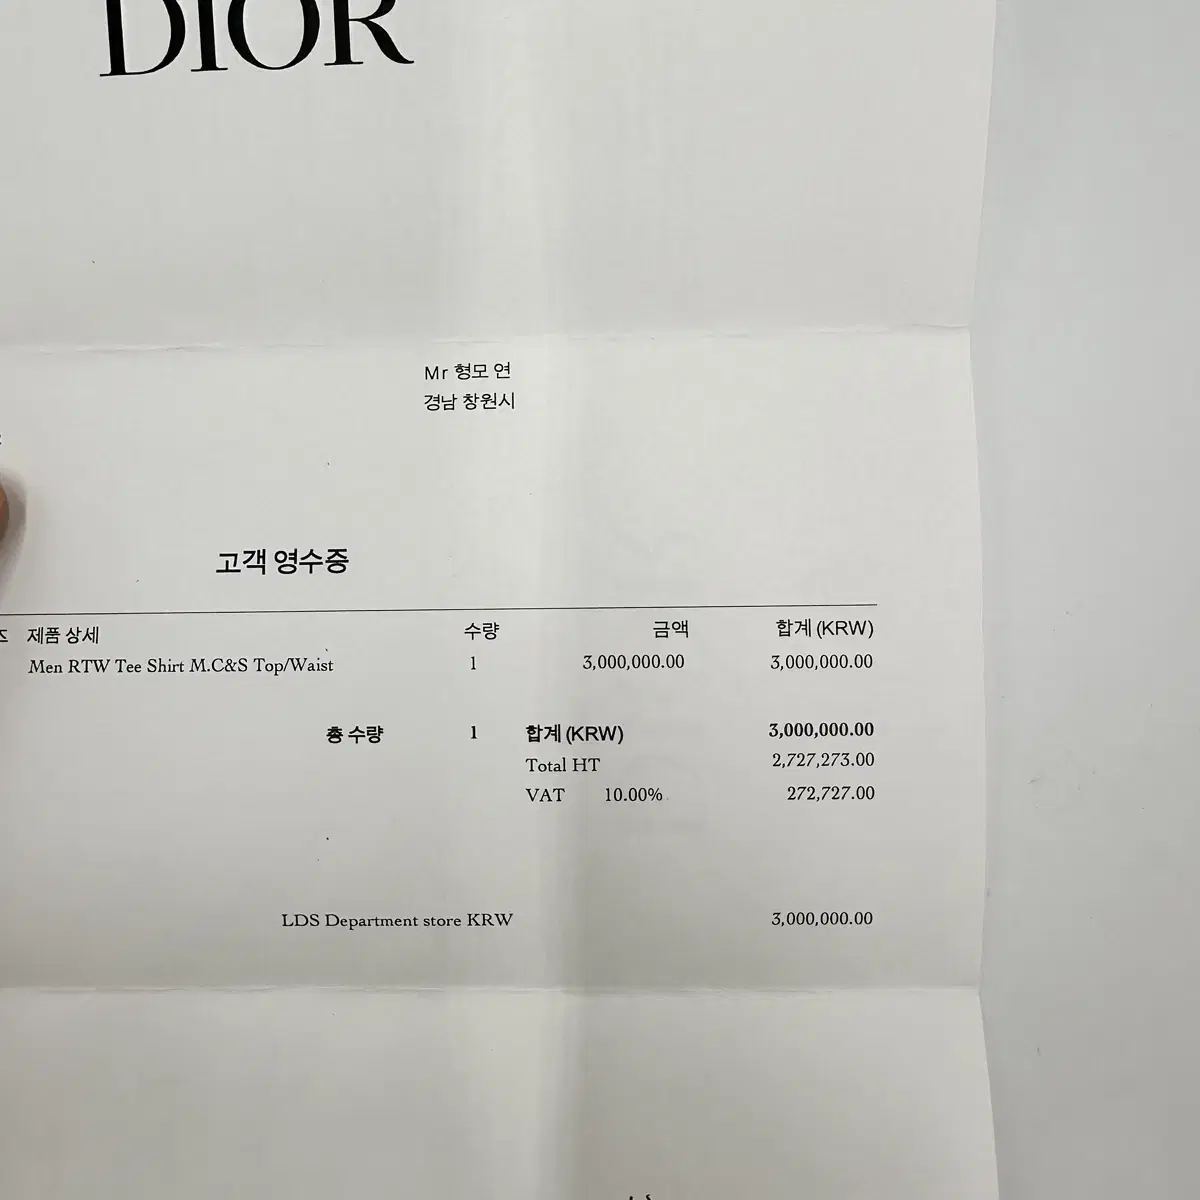 DIOR
Mr 형모 연
경남 창원시
고객 영수증
즈 제품 상세 수량 금액 합계 (KRW)
Men RTW Tee Shirt M.C&S Top/Waist 1 3,000,000.00 3,000,000.00
총 수량 1 합계 (KRW) 3,000,000.00
Total HT 2,727,273.00
VAT 10.00% 272,727.00
LDS Department store KRW 3,000,000.00